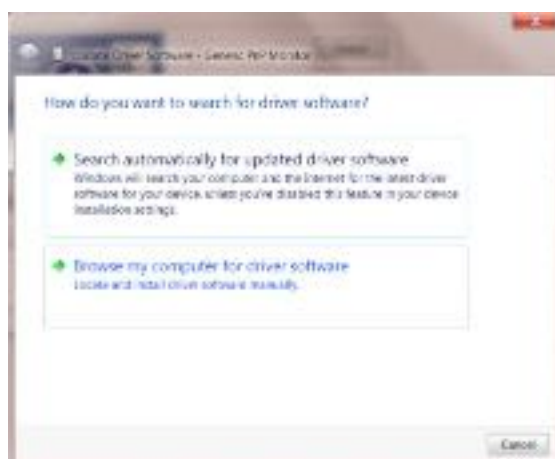 Update Driver Software - Generic PnP Monitor
How do you want to search for driver software?
Search automatically for updated driver software
Windows will search your computer and the Internet for the latest driver
software for your device, unless you've disabled this feature in your device
installation settings.
Browse my computer for driver software
Locate and install driver software manually.
Cancel